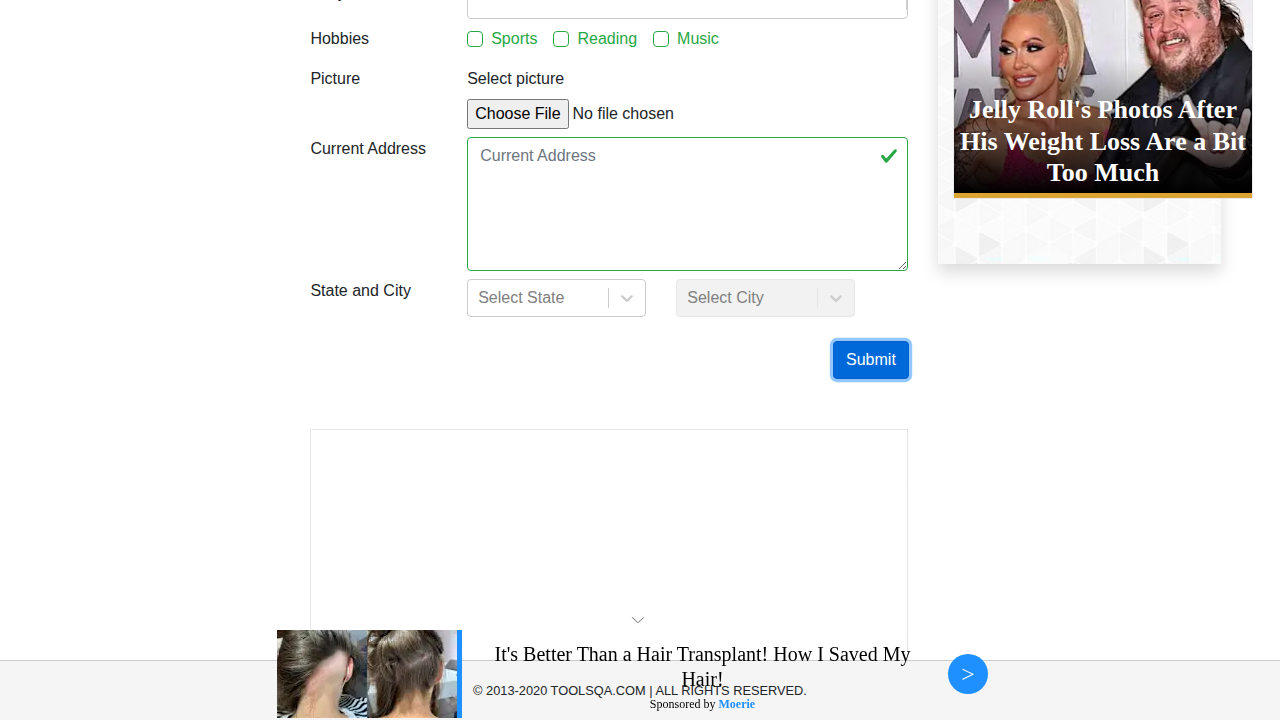 Hobbies
Sports
Reading
Music
Picture
Select picture
Choose File No file chosen
Current Address
Current Address
State and City
Select State
Select City
Submit
Jelly Roll's Photos After
His Weight Loss Are a Bit
Too Much
It's Better Than a Hair Transplant! How I Saved My
Hair!
© 2013-2020 TOOLSQA.COM | ALL RIGHTS RESERVED.
Sponsored by Moerie
>